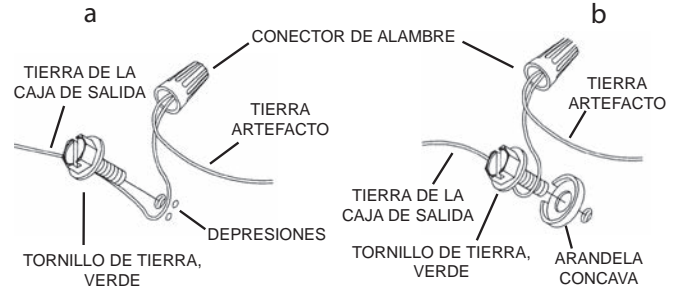 a
CONECTOR DE ALAMBRE
TIERRA DE LA
CAJA DE SALIDA
TIERRA
ARTEFACTO
DEPRESIONES
TORNILLO DE TIERRA,
VERDE
b
TIERRA
ARTEFACTO
TIERRA DE LA
CAJA DE SALIDA
TORNILLO DE TIERRA,
VERDE
ARANDELA
CONCAVA